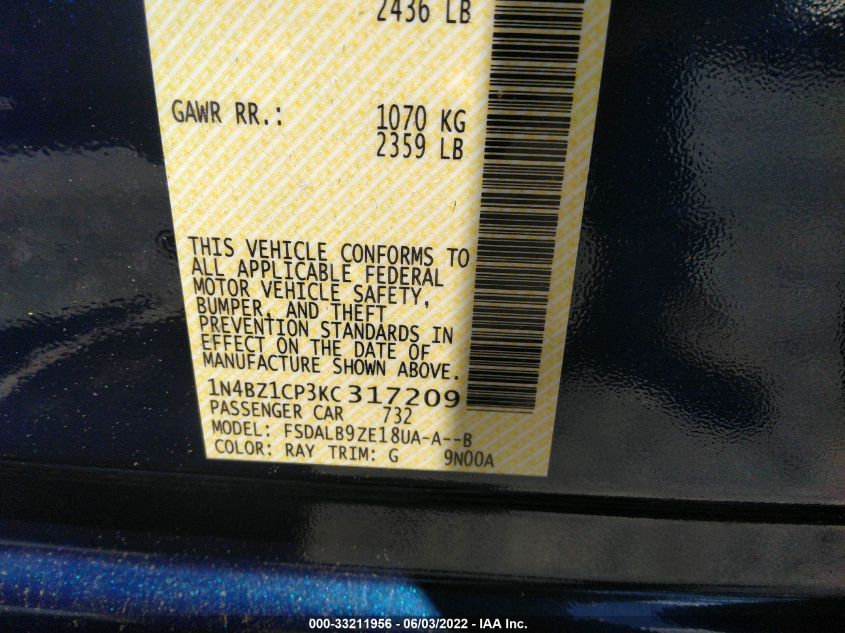 2436 LB
GAWR RR.: 1070 KG
2359 LB
THIS VEHICLE CONFORMS TO
ALL APPLICABLE FEDERAL
MOTOR VEHICLE SAFETY,
BUMPER, AND THEFT
PREVENTION STANDARDS IN
EFFECT ON THE DATE OF
MANUFACTURE SHOWN ABOVE.
1N4BZ1CP3KC 317209
PASSENGER CAR 732
MODEL: FSDALB9ZE18UA-A--B
COLOR: RAY TRIM: G 9N00A
000-33211956 - 06/03/2022 - IAA Inc.